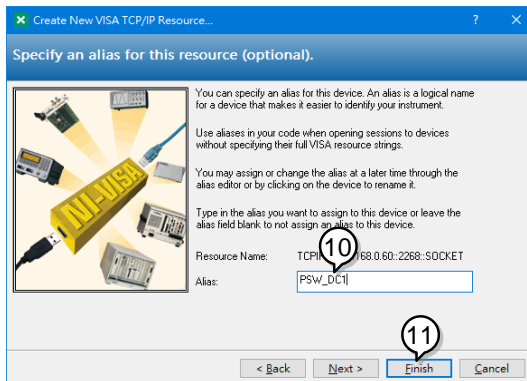 Create New VISA TCP/IP Resource...
Specify an alias for this resource (optional).
You can specify an alias for this device. An alias is a logical name
for a device that makes it easier to identify your instrument.
Use aliases in your code when opening sessions to devices
without specifying their full VISA resource strings.
You may assign or change the alias at a later time through the
alias editor or by clicking on the device to rename it.
Type in the alias you want to assign to this device or leave the
alias field blank to not assign an alias to this device.
NI-VISA
10
Resource Name: TCPIP 168.0.60::2268::SOCKET
Alias: PSW_DC1
11
< Back Next > Finish Cancel